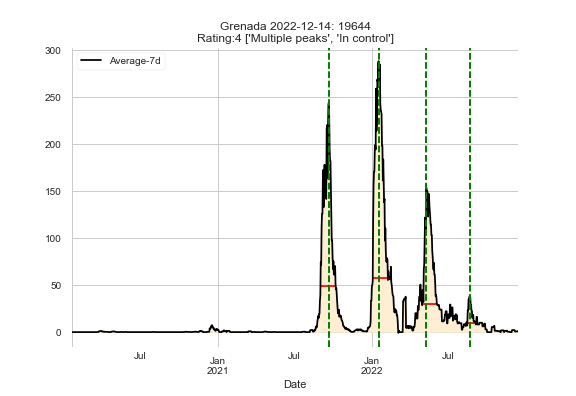 Grenada 2022-12-14: 19644
Rating:4 ['Multiple peaks', 'In control']
300
Average-7d
250
200
150
100
50
0
Jul
Jan
2021
Jul
Jan
2022
Jul
Date